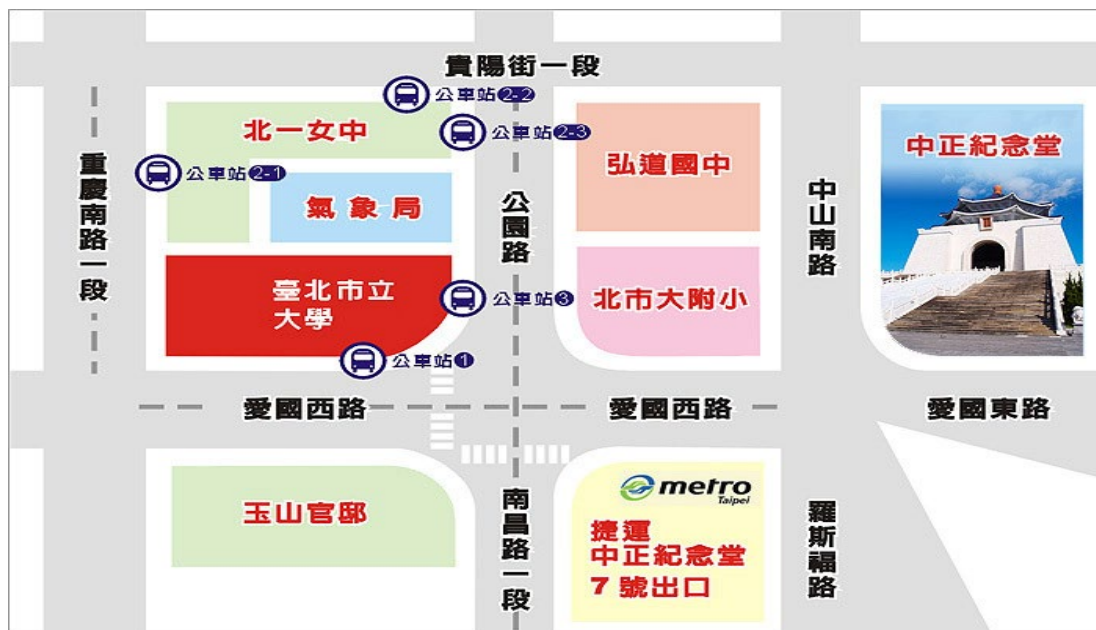 貴陽街一段
公車站2-2
北一女中
公車站2-3
弘道國中
中正紀念堂
公車站2-1
重慶南路一段
氣象局
公園路
中山南路
臺北市立
大學
公車站3
北市大附小
公車站1
愛國西路
愛國西路
愛國東路
玉山官邸
南昌路一段
metro
Taipei
捷運
中正紀念堂
7號出口
羅斯福路